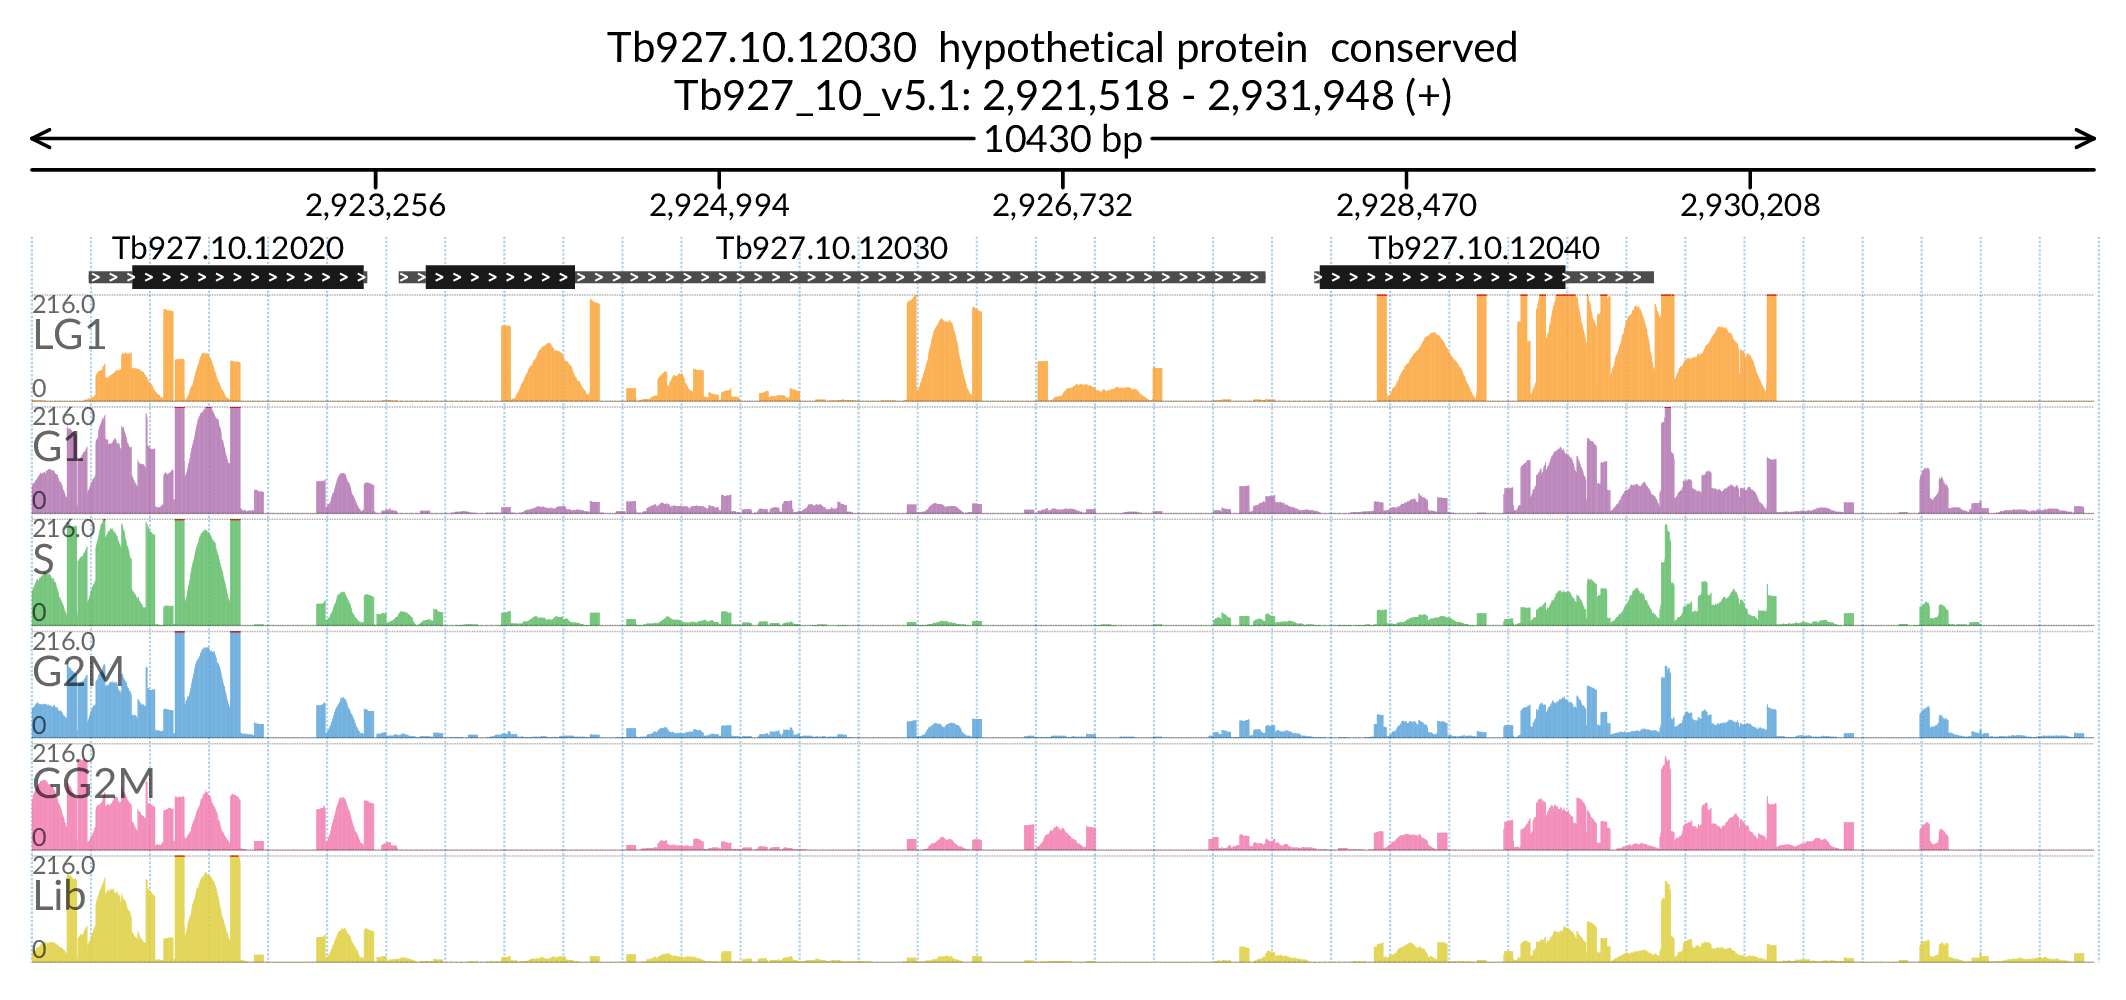 Tb927.10.12030  hypothetical protein  conserved
Tb927_10_v5.1: 2,921,518 - 2,931,948 (+)
10430 bp
2,923,256 2,924,994 2,926,732 2,928,470 2,930,208
Tb927.10.12020 Tb927.10.12030 Tb927.10.12040
216.0
LG1
0
216.0
G1
0
216.0
S
0
216.0
G2M
0
216.0
GG2M
0
216.0
Lib
0